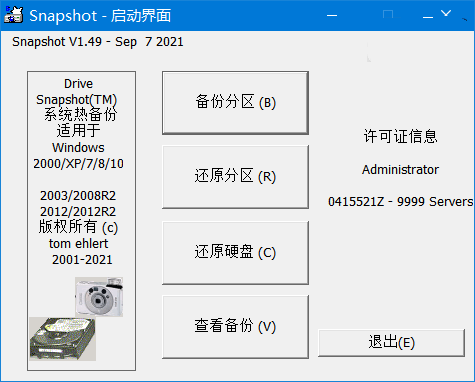 Snapshot - 启动界面
Snapshot V1.49 - Sep 7 2021
Drive
Snapshot(TM)
系统热备份
适用于
Windows
2000/XP/7/8/10
2003/2008R2
2012/2012R2
版权所有 (c)
tom ehlert
2001-2021
备份分区 (B)
还原分区 (R)
还原硬盘 (C)
查看备份 (V)
许可证信息
Administrator
0415521Z - 9999 Servers
退出(E)